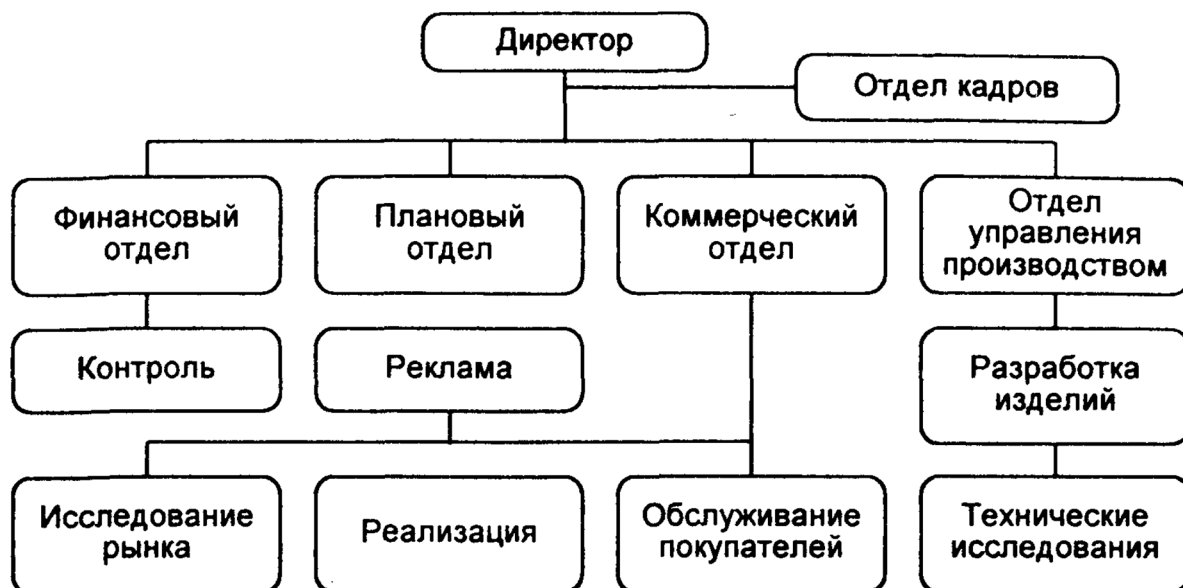 Директор
Отдел кадров
Финансовый
отдел
Плановый
отдел
Коммерческий
отдел
Отдел
управления
производством
Контроль
Реклама
Разработка
изделий
Исследование
рынка
Реализация
Обслуживание
покупателей
Технические
исследования